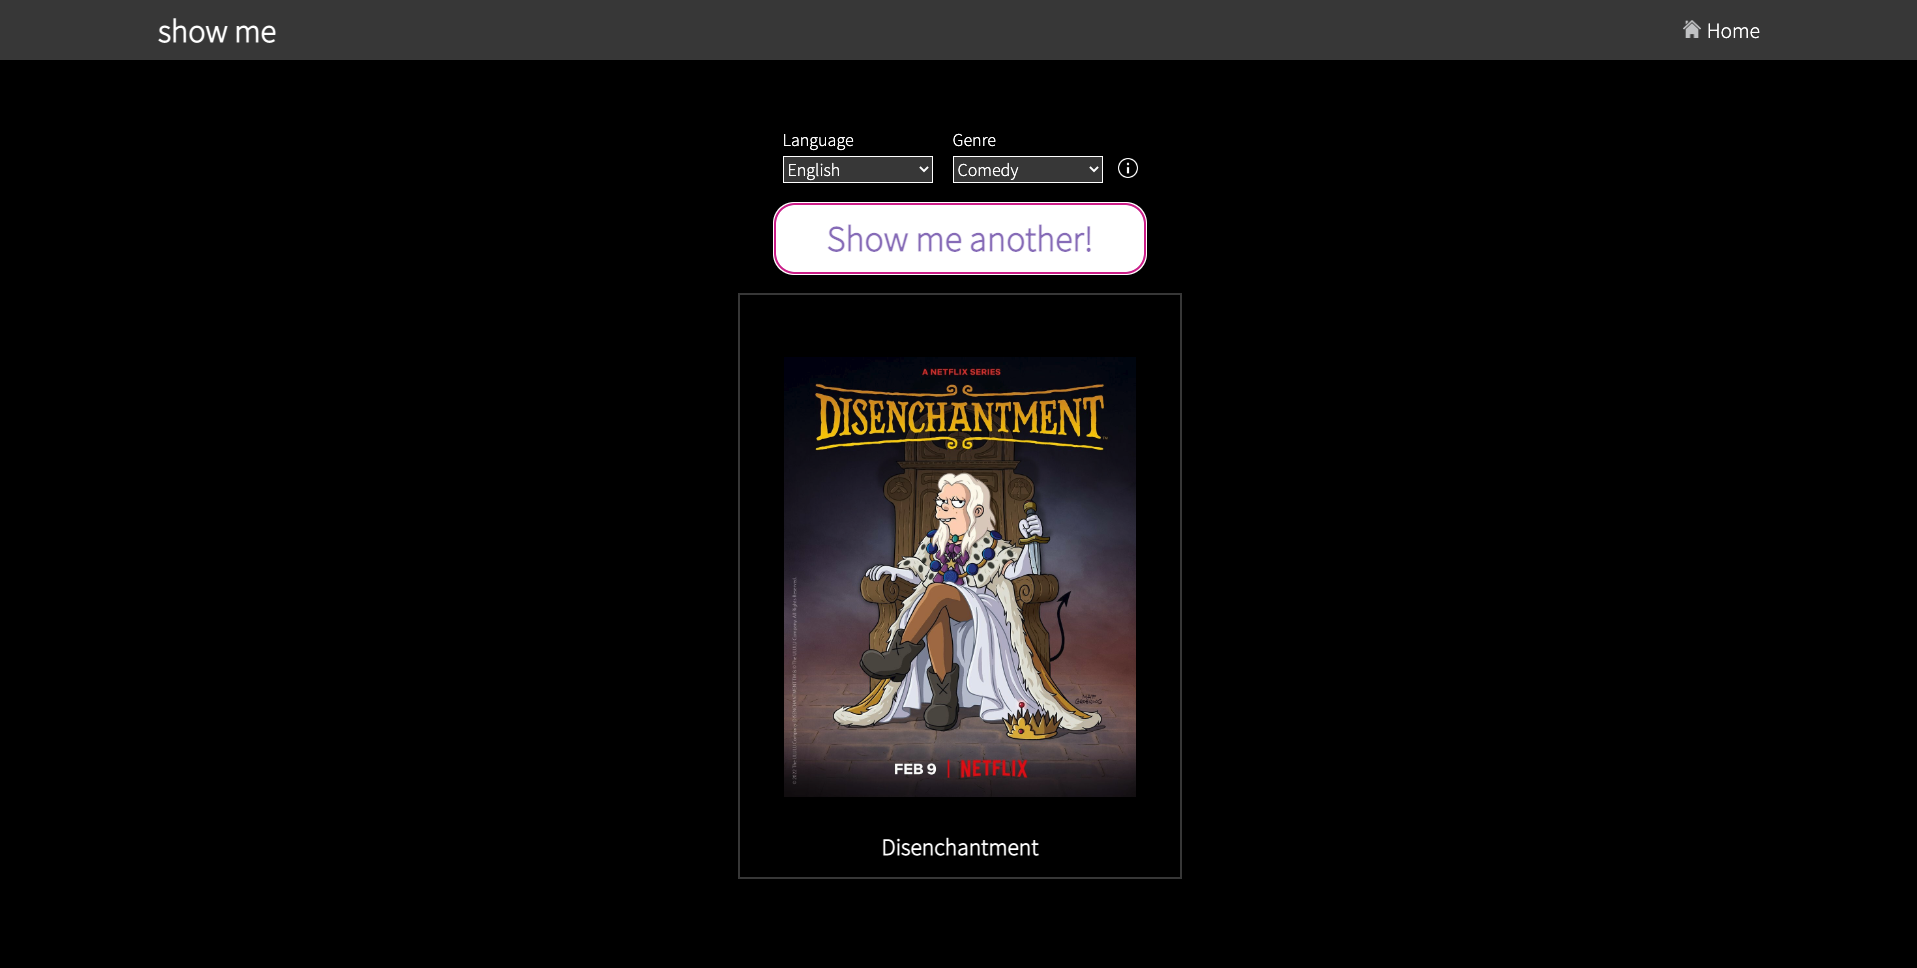 show me
Home
Language
Genre
English
Comedy
Show me another!
A NETFLIX SERIES
DISENCHANTMENT
FEB 9 | NETFLIX
Disenchantment